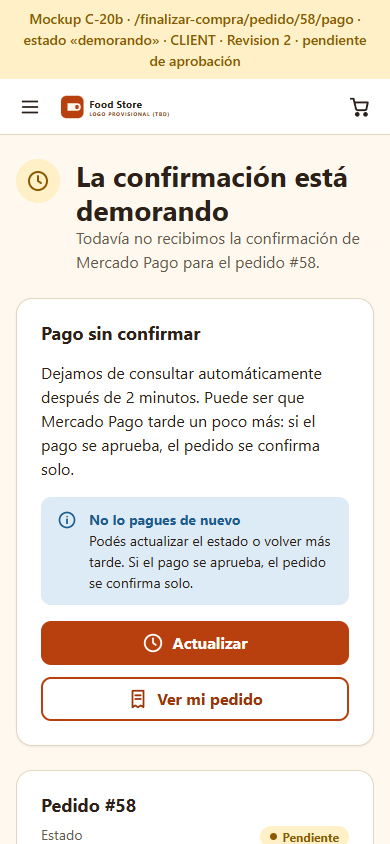 Mockup C-20b · /finalizar-compra/pedido/58/pago ·
estado «demorando» · CLIENT · Revision 2 · pendiente
de aprobación
Food Store
LOGO PROVISIONAL (TBD)
La confirmación está
demorando
Todavía no recibimos la confirmación de
Mercado Pago para el pedido #58.
Pago sin confirmar
Dejamos de consultar automáticamente
después de 2 minutos. Puede ser que
Mercado Pago tarde un poco más: si el
pago se aprueba, el pedido se confirma
solo.
No lo pagues de nuevo
Podés actualizar el estado o volver más
tarde. Si el pago se aprueba, el pedido
se confirma solo.
Actualizar
Ver mi pedido
Pedido #58
Estado
Pendiente